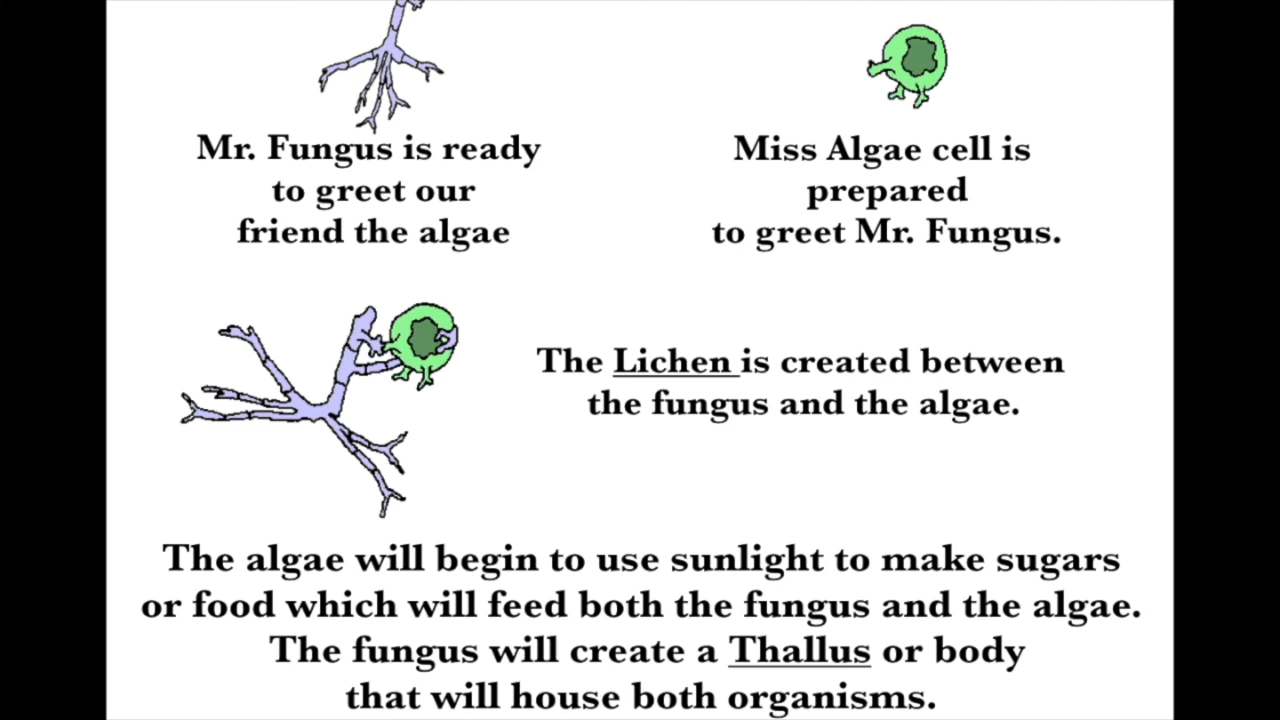 Mr. Fungus is ready
to greet our
friend the algae
Miss Algae cell is
prepared
to greet Mr. Fungus.
The Lichen is created between
the fungus and the algae.
The algae will begin to use sunlight to make sugars
or food which will feed both the fungus and the algae.
The fungus will create a Thallus or body
that will house both organisms.